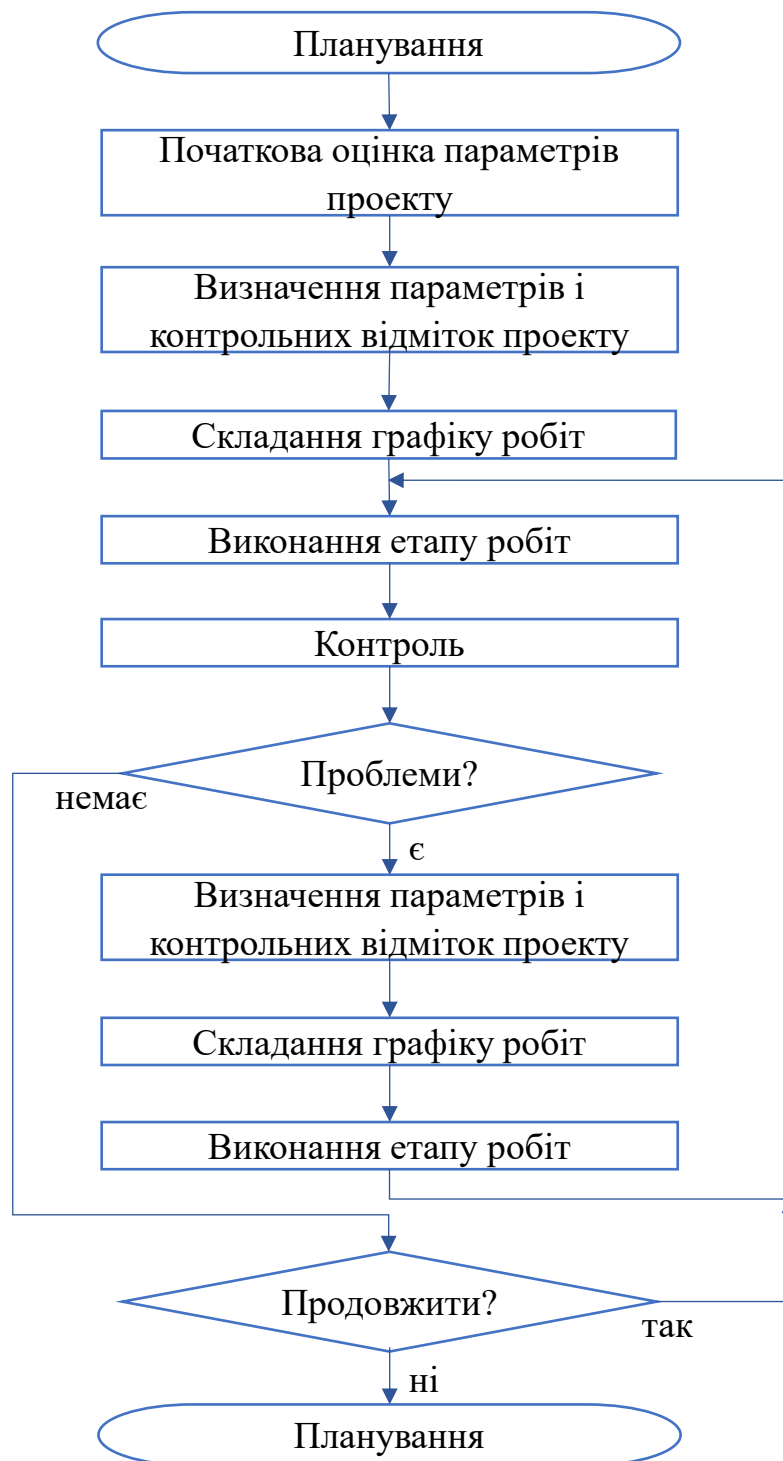 Планування
Початкова оцінка параметрів
проекту
Визначення параметрів і
контрольних відміток проекту
Складання графіку робіт
Виконання етапу робіт
Контроль
Проблеми?
немає
є
Визначення параметрів і
контрольних відміток проекту
Складання графіку робіт
Виконання етапу робіт
Продовжити?
так
ні
Планування